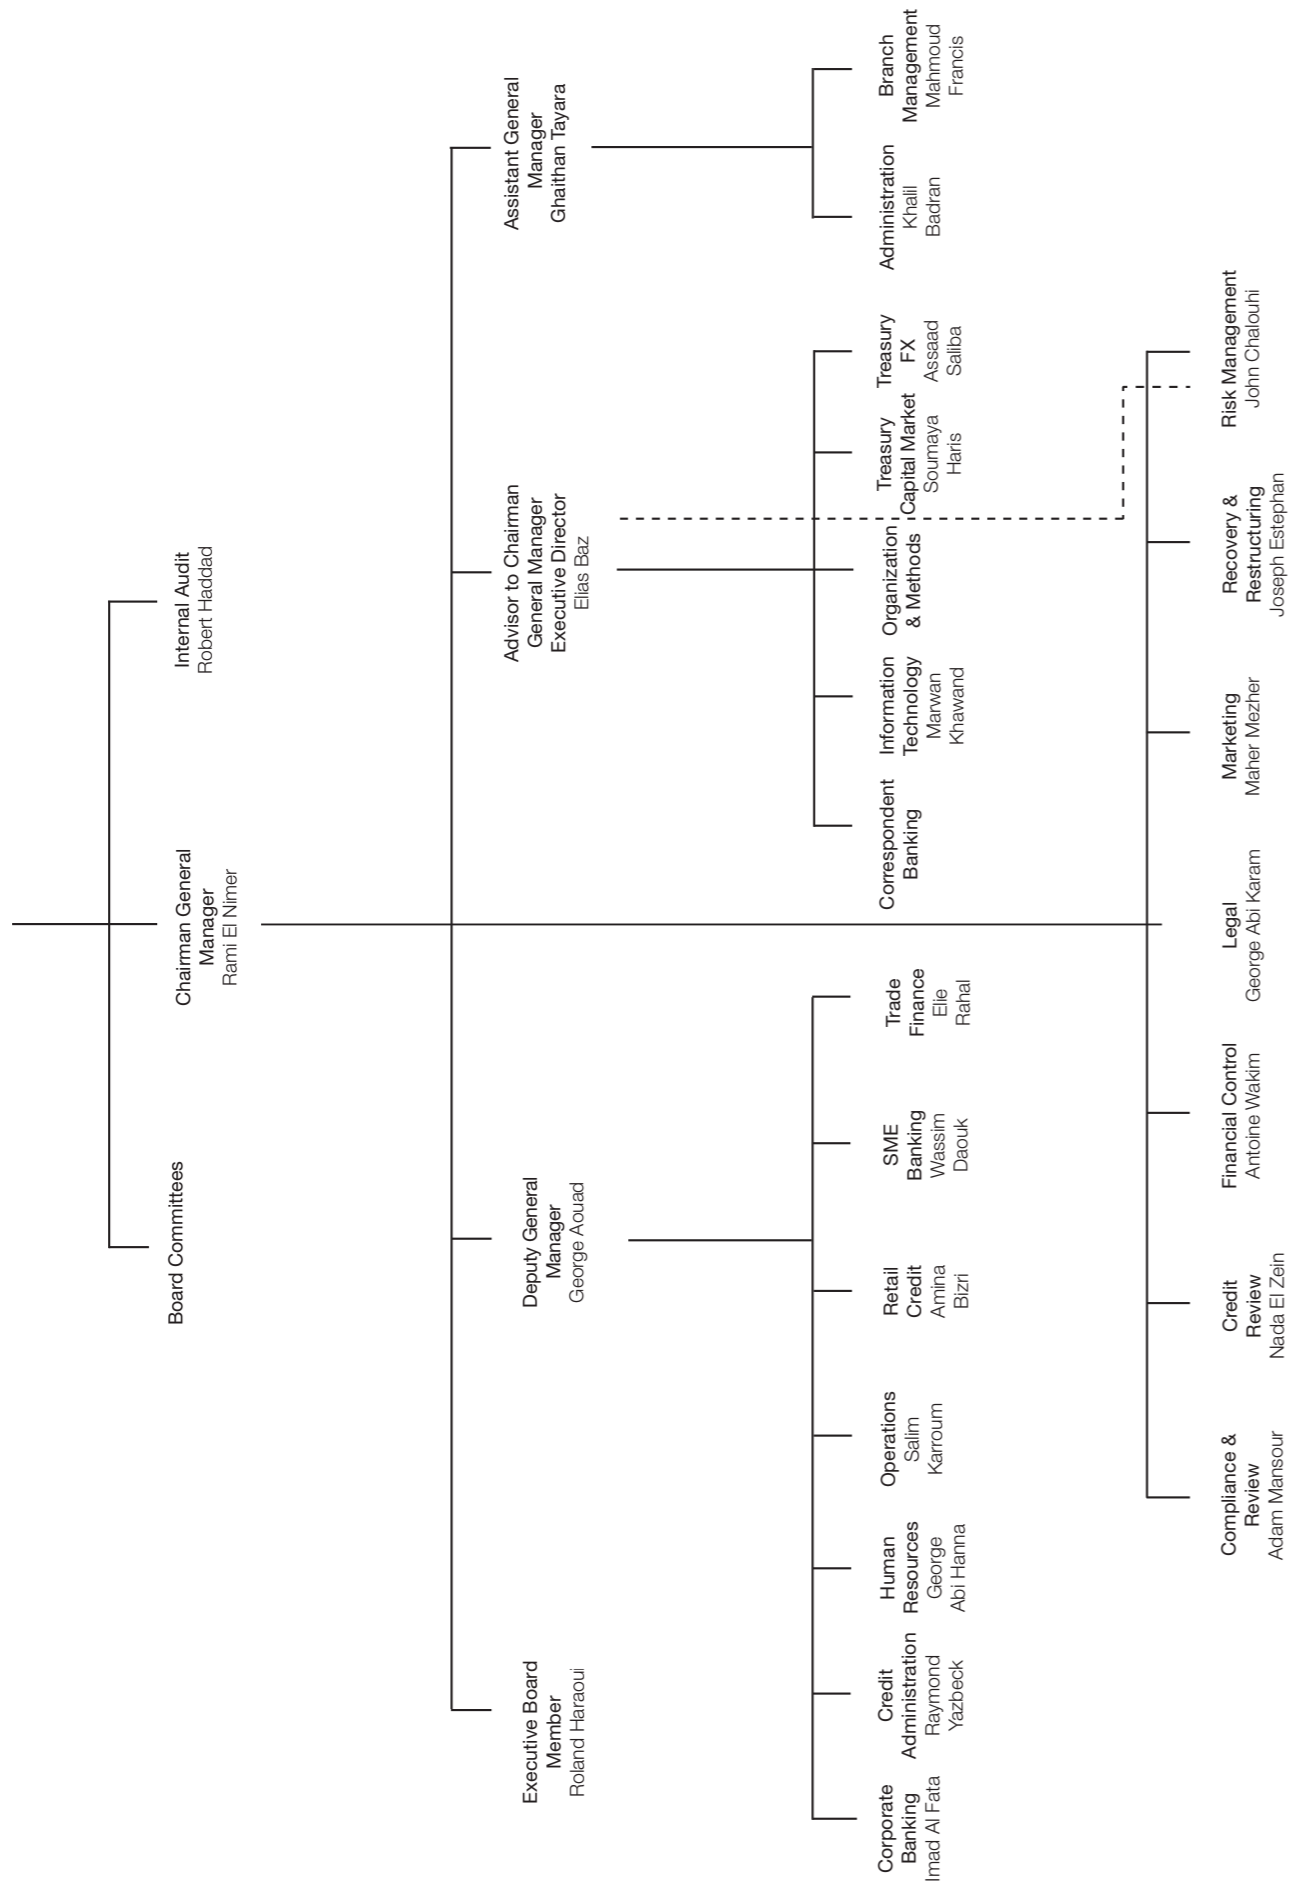 Board Committees
Chairman General
Manager
Rami El Nimer
Internal Audit
Robert Haddad
Executive Board
Member
Roland Haraoui
Deputy General
Manager
George Aouad
Advisor to Chairman
General Manager
Executive Director
Elias Baz
Assistant General
Manager
Ghaithan Tayara
Corporate
Banking
Imad Al Fata
Credit
Administration
Raymond
Yazbeck
Human
Resources
George
Abi Hanna
Operations
Salim
Karroum
Retail
Credit
Amina
Bizri
SME
Banking
Wassim
Daouk
Trade
Finance
Elie
Rahal
Correspondent
Banking
Information
Technology
Marwan
Khawand
Organization
& Methods
Treasury
Capital Market
Soumaya
Haris
Treasury
FX
Assaad
Saliba
Administration
Khalil
Badran
Branch
Management
Mahmoud
Francis
Compliance &
Review
Adam Mansour
Credit
Review
Nada El Zein
Financial Control
Antoine Wakim
Legal
George Abi Karam
Marketing
Maher Mezher
Recovery &
Restructuring
Joseph Estephan
Risk Management
John Chalouhi